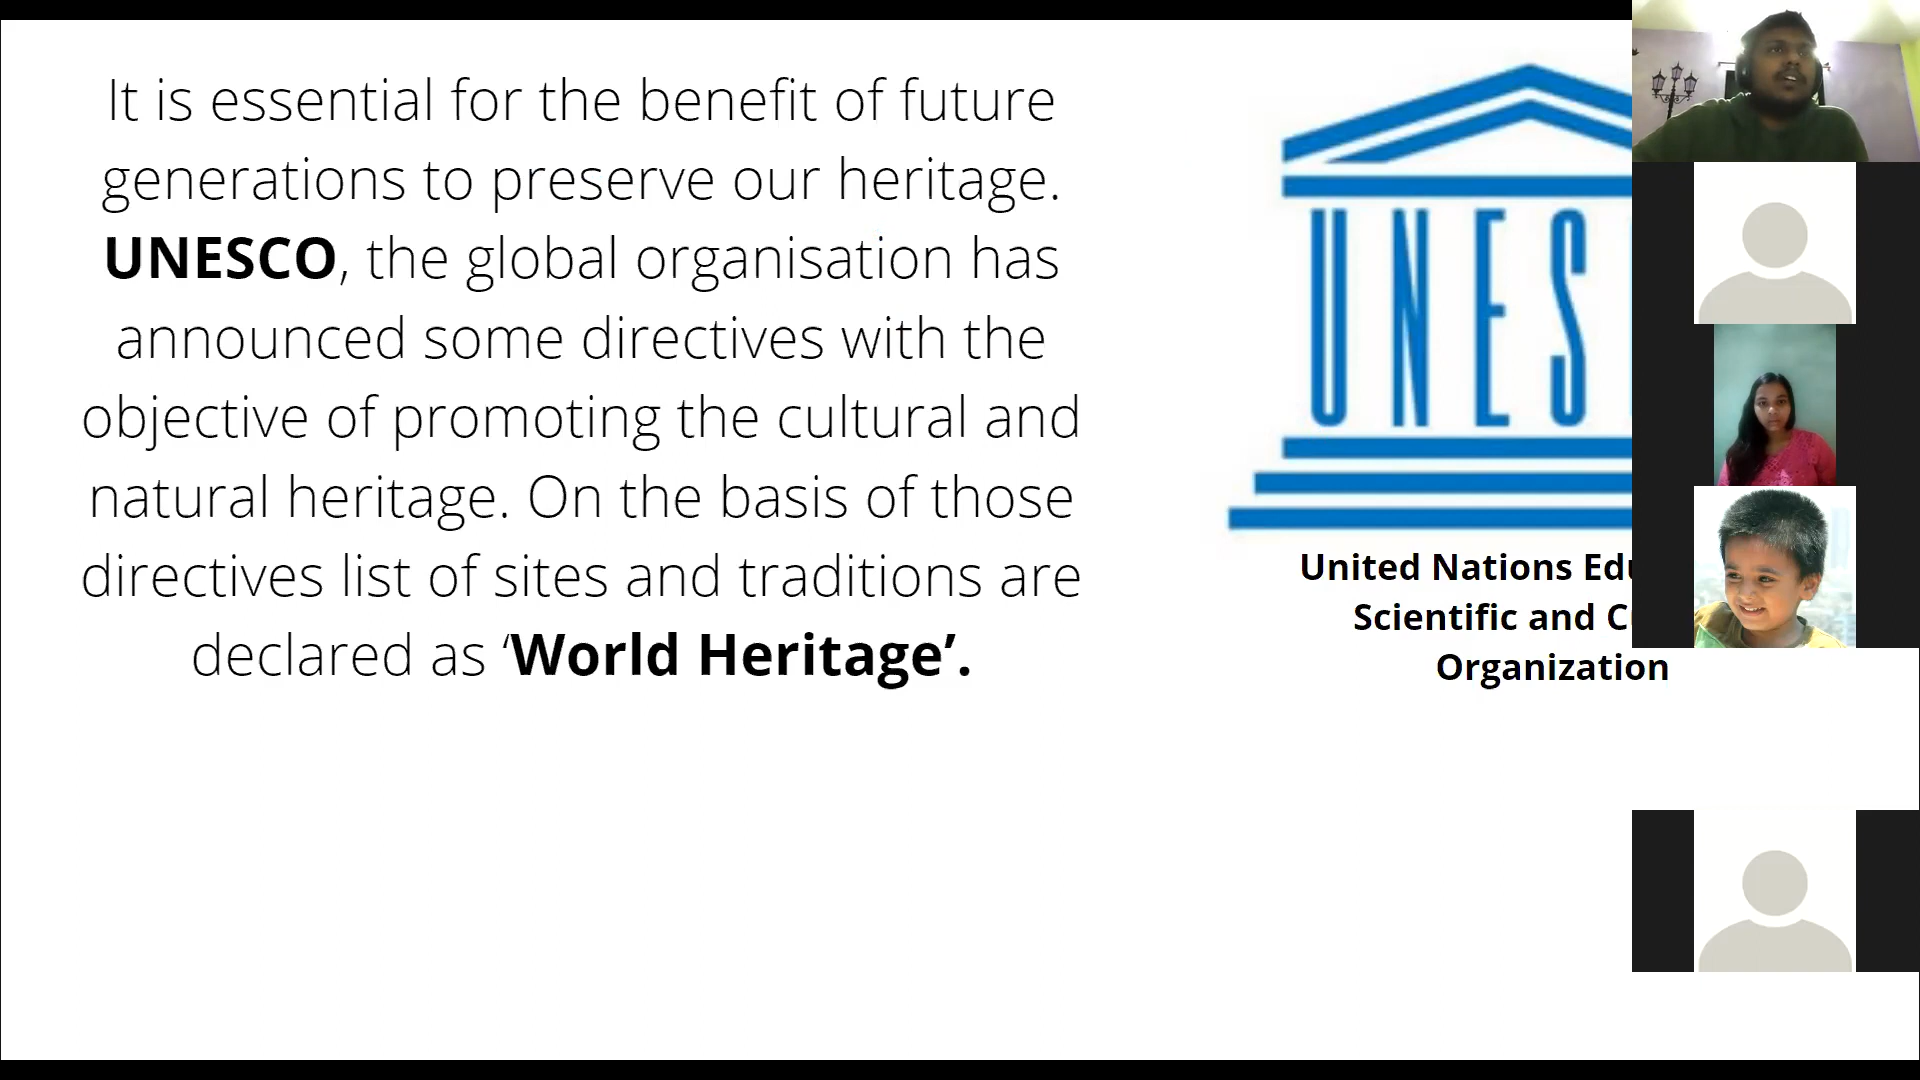 It is essential for the benefit of future
generations to preserve our heritage.
UNESCO, the global organisation has
announced some directives with the
objective of promoting the cultural and
natural heritage. On the basis of those
directives list of sites and traditions are
declared as ‘World Heritage’.
UNES
United Nations
Scientific and
Organization